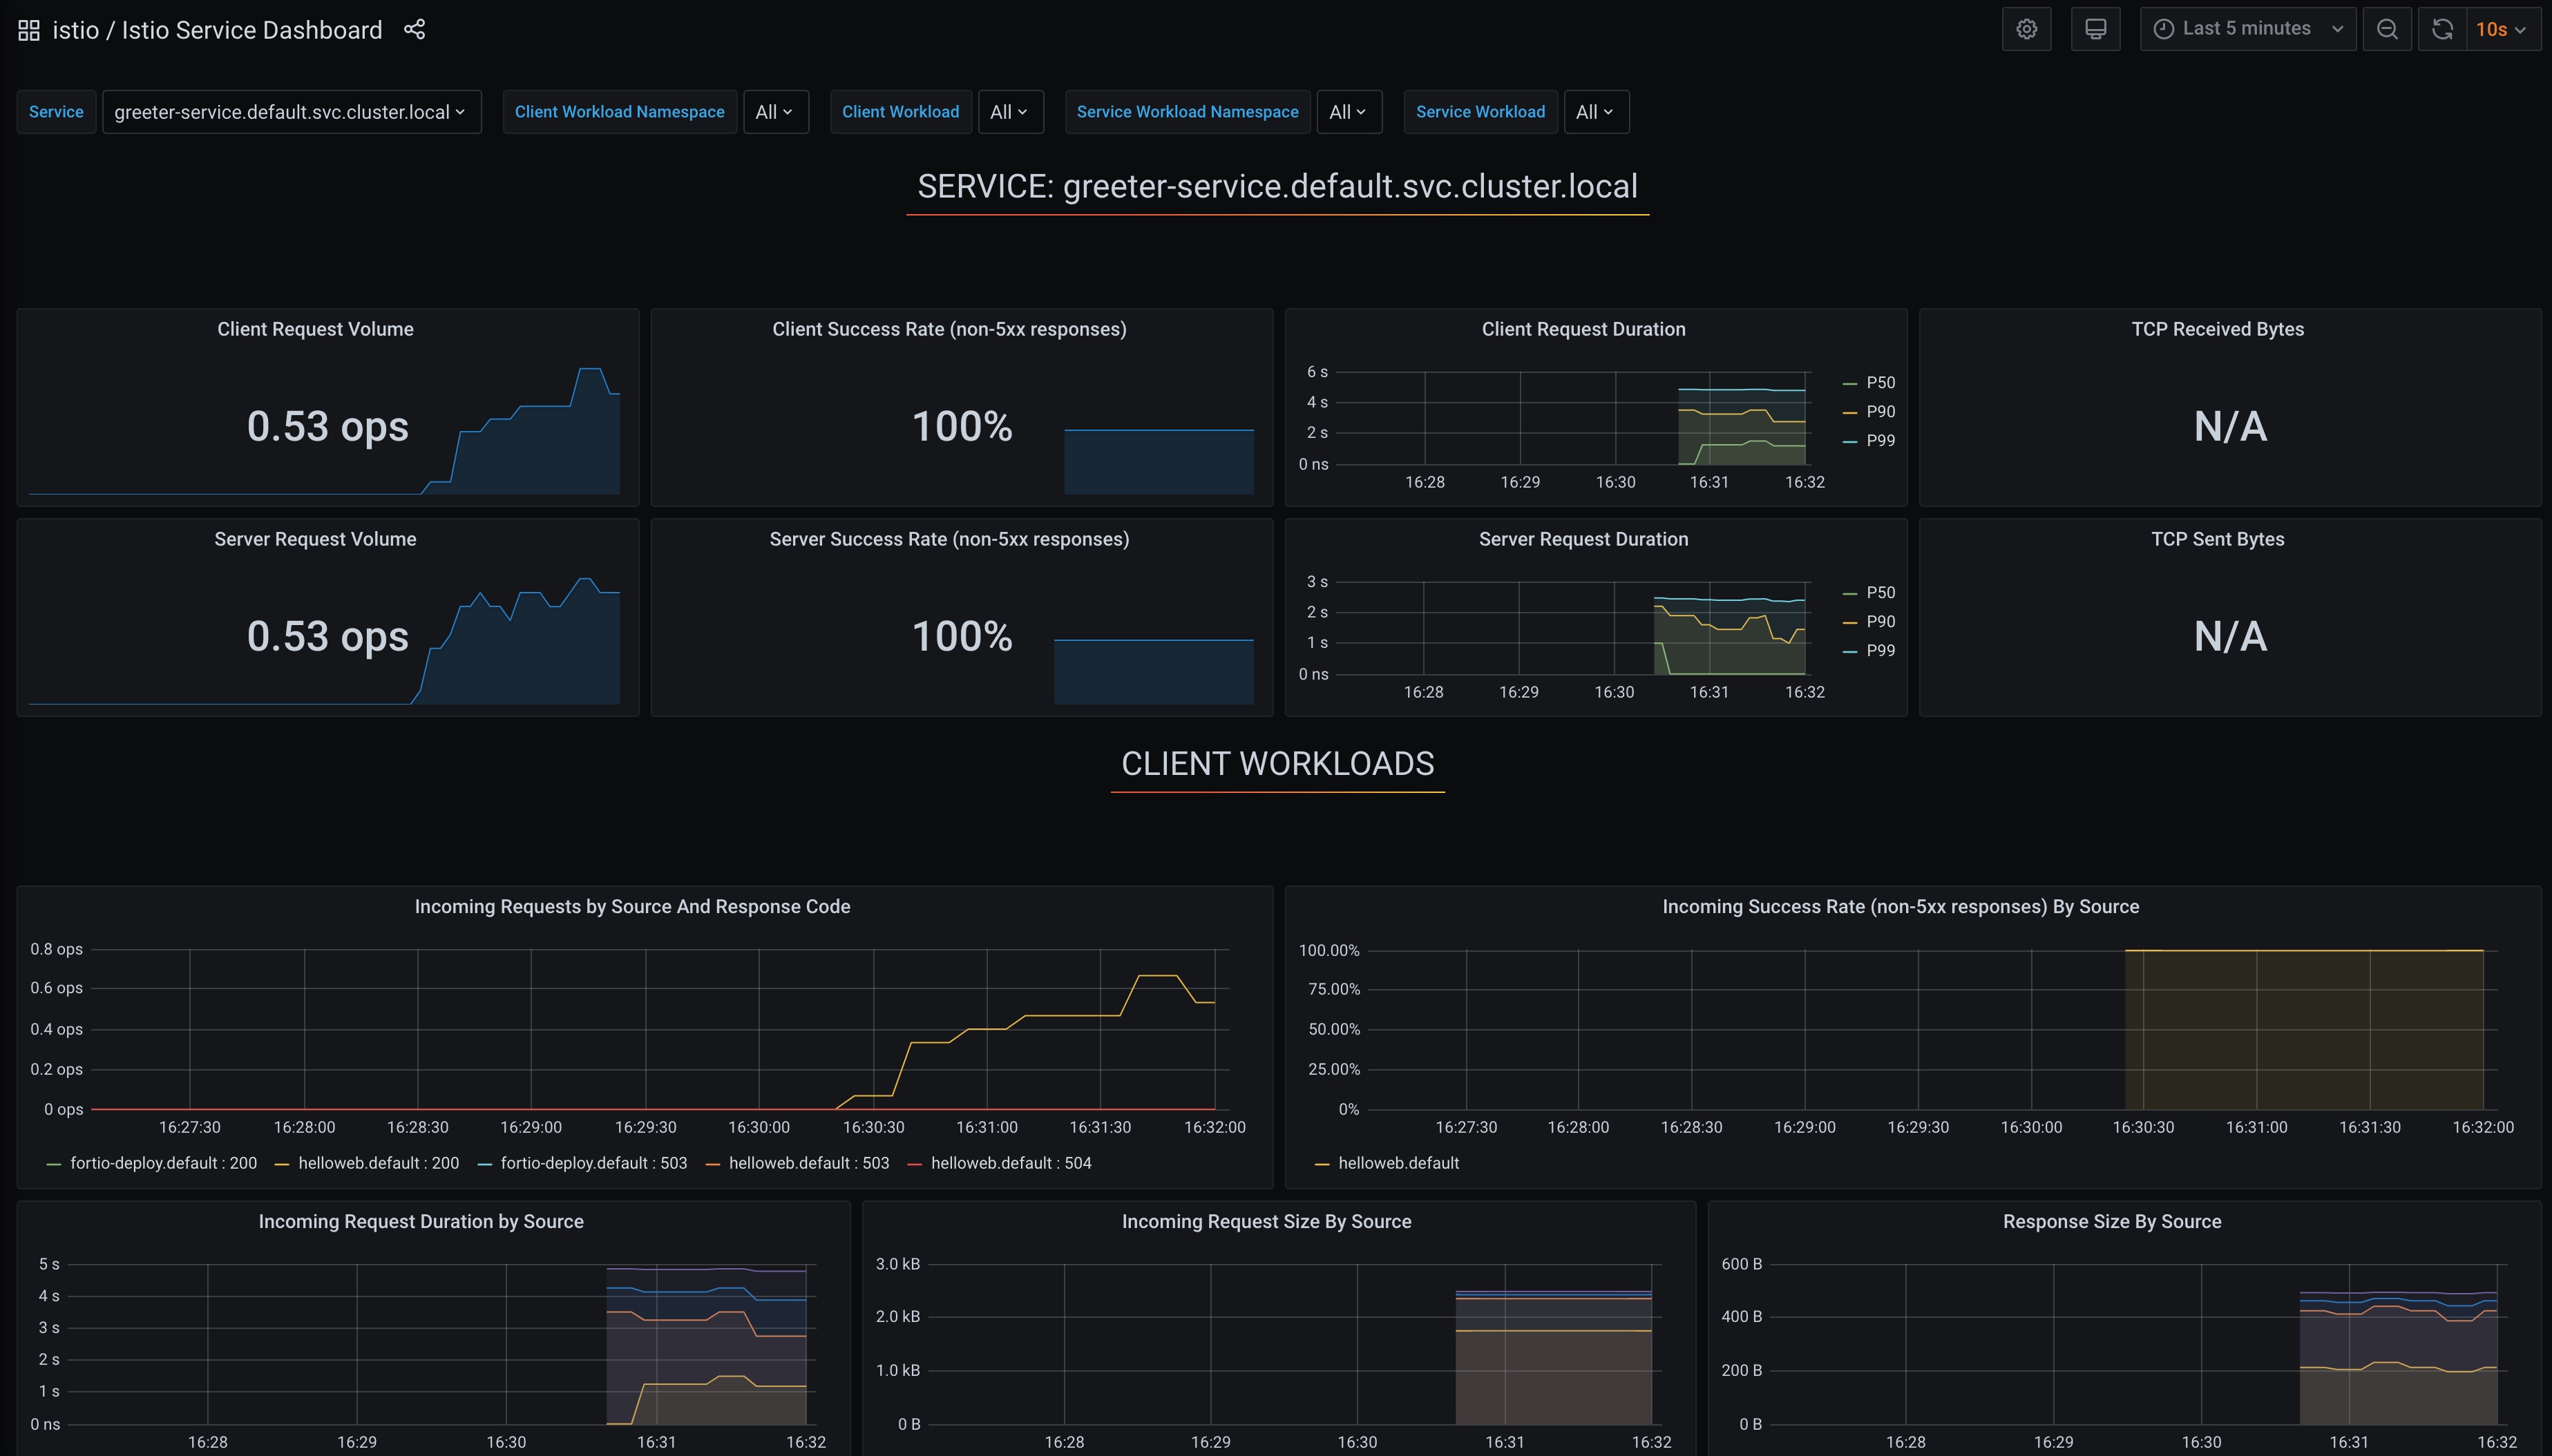 istio / Istio Service Dashboard
Last 5 minutes
10s
Service greeter-service.default.svc.cluster.local Client Workload Namespace All Client Workload All Service Workload Namespace All Service Workload All
SERVICE: greeter-service.default.svc.cluster.local
Client Request Volume
0.53 ops
Client Success Rate (non-5xx responses)
100%
Client Request Duration
6 s
4 s
2 s
0 ns
16:28 16:29 16:30 16:31 16:32
P50
P90
P99
TCP Received Bytes
N/A
Server Request Volume
0.53 ops
Server Success Rate (non-5xx responses)
100%
Server Request Duration
3 s
2 s
1 s
0 ns
16:28 16:29 16:30 16:31 16:32
P50
P90
P99
TCP Sent Bytes
N/A
CLIENT WORKLOADS
Incoming Requests by Source And Response Code
0.8 ops
0.6 ops
0.4 ops
0.2 ops
0 ops
16:27:30 16:28:00 16:28:30 16:29:00 16:29:30 16:30:00 16:30:30 16:31:00 16:31:30 16:32:00
fortio-deploy.default : 200 helloweb.default : 200 fortio-deploy.default : 503 helloweb.default : 503 helloweb.default : 504
Incoming Success Rate (non-5xx responses) By Source
100.00%
75.00%
50.00%
25.00%
0%
16:27:30 16:28:00 16:28:30 16:29:00 16:29:30 16:30:00 16:30:30 16:31:00 16:31:30 16:32:00
helloweb.default
Incoming Request Duration by Source
5 s
4 s
3 s
2 s
1 s
0 ns
16:28 16:29 16:30 16:31 16:32
Incoming Request Size By Source
3.0 kB
2.0 kB
1.0 kB
0 B
16:28 16:29 16:30 16:31 16:32
Response Size By Source
600 B
400 B
200 B
0 B
16:28 16:29 16:30 16:31 16:32